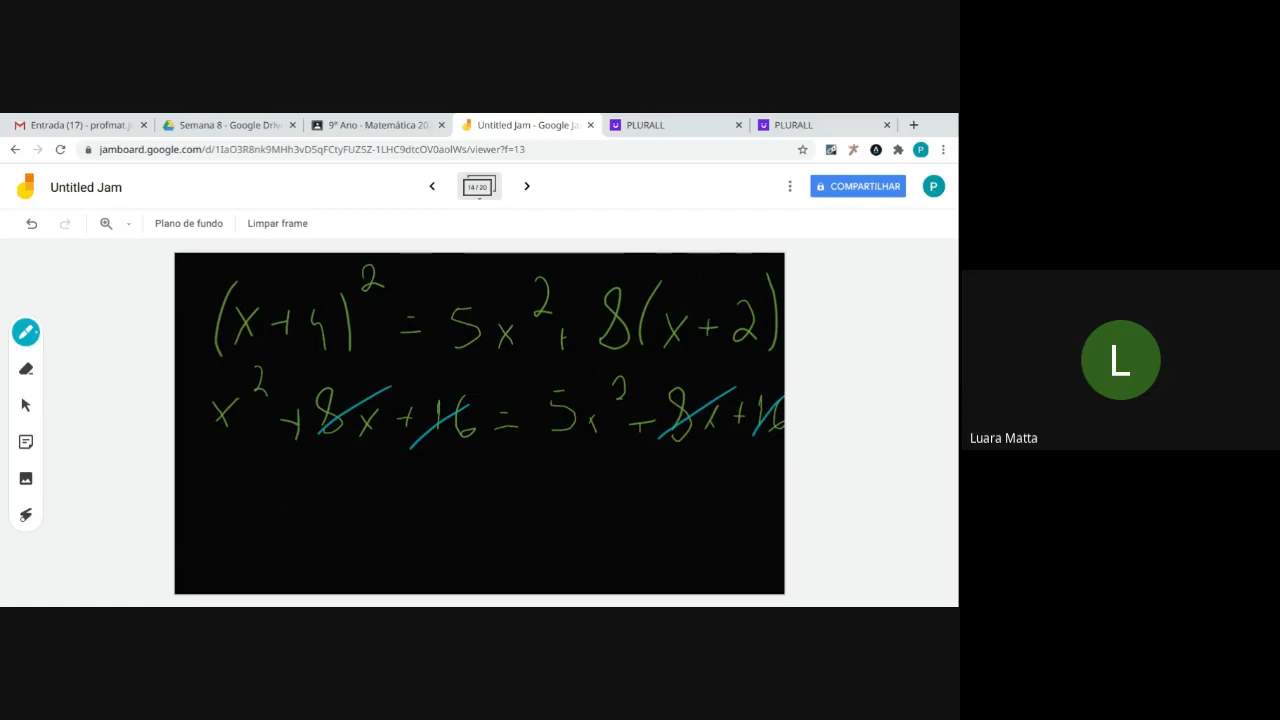 Entrada (17) - profmat.j
Semana 8 - Google Drive
9º Ano - Matemática 20
Untitled Jam - Google Ja
PLURALL
PLURALL
jamboard.google.com/d/1IaO3R8nk9MHh3vD5qFCtyFUZ5Z-1LHC9dtcOV0aolWs/viewer?f=13
P
Untitled Jam
14 / 20
COMPARTILHAR
P
Plano de fundo
Limpar frame
(x+4)² = 5x² + 8(x+2)
x² + 8x + 16 = 5x² + 8x + 16
L
Luara Matta